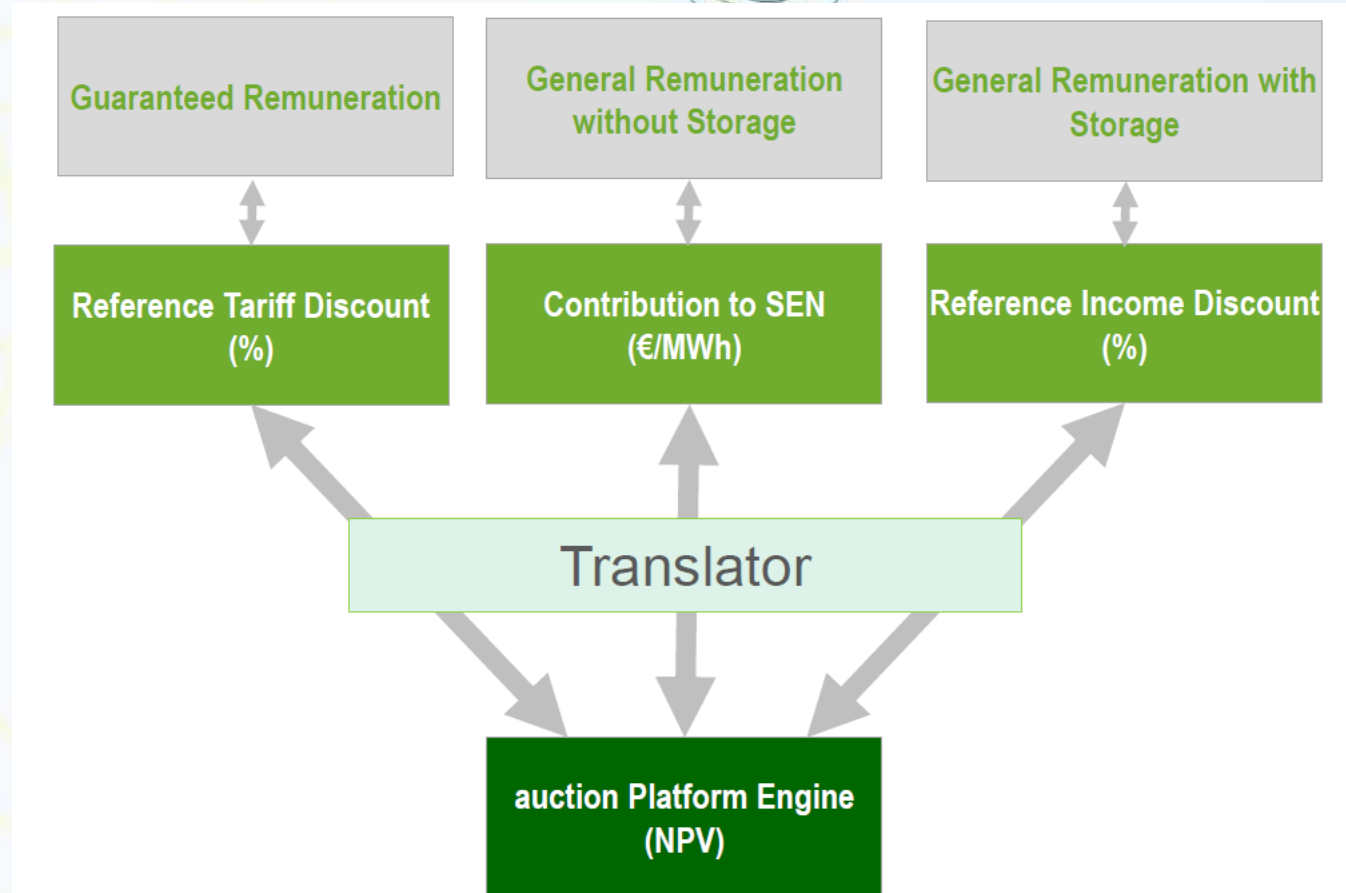 Guaranteed Remuneration
General Remuneration
without Storage
General Remuneration with
Storage
Reference Tariff Discount
(%)
Contribution to SEN
(€/MWh)
Reference Income Discount
(%)
Translator
auction Platform Engine
(NPV)